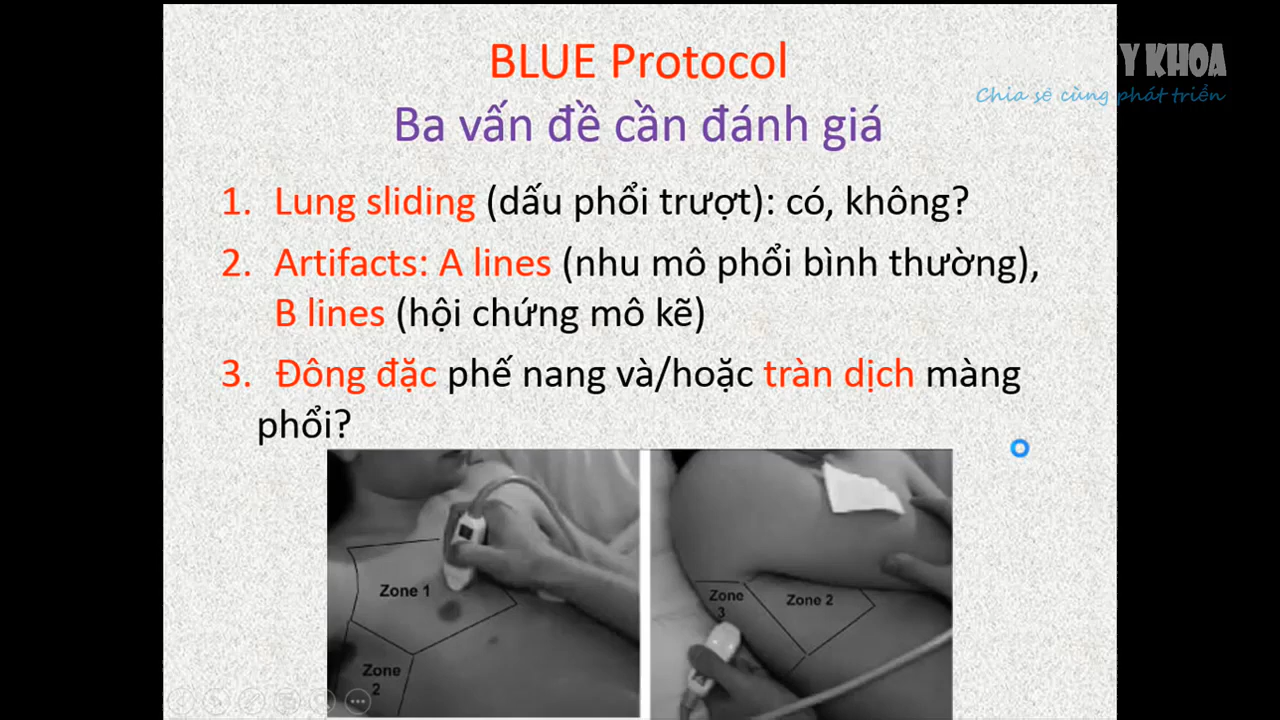 BLUE Protocol
Y KHOA
Chia sẽ cùng phát triển
Ba vấn đề cần đánh giá
1. Lung sliding (dấu phổi trượt): có, không?
2. Artifacts: A lines (nhu mô phổi bình thường),
B lines (hội chứng mô kẽ)
3. Đông đặc phế nang và/hoặc tràn dịch màng
phổi?
Zone 1
Zone
2
Zone
3
Zone 2